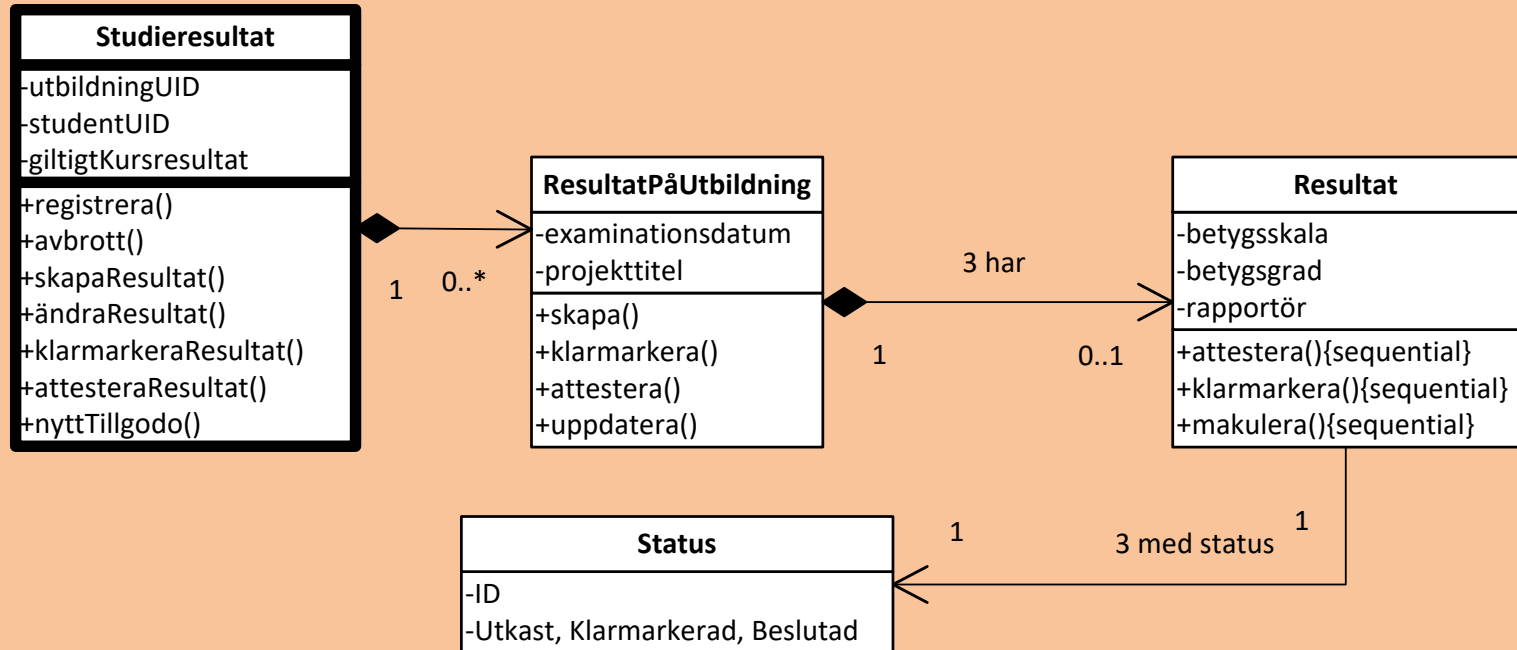 Studieresultat
-utbildningUID
-studentUID
-giltigtKursresultat
+registrera()
+avbrott()
+skapaResultat()
+ändraResultat()
+klarmarkeraResultat()
+attesteraResultat()
+nyttTillgodo()
1
0..*
ResultatPåUtbildning
-examinationsdatum
-projekttitel
+skapa()
+klarmarkera()
+attestera()
+uppdatera()
3 har
1
0..1
Resultat
-betygsskala
-betygsgrad
-rapportör
+attestera(){sequential}
+klarmarkera(){sequential}
+makulera(){sequential}
1
3 med status
1
Status
-ID
-Utkast, Klarmarkerad, Beslutad